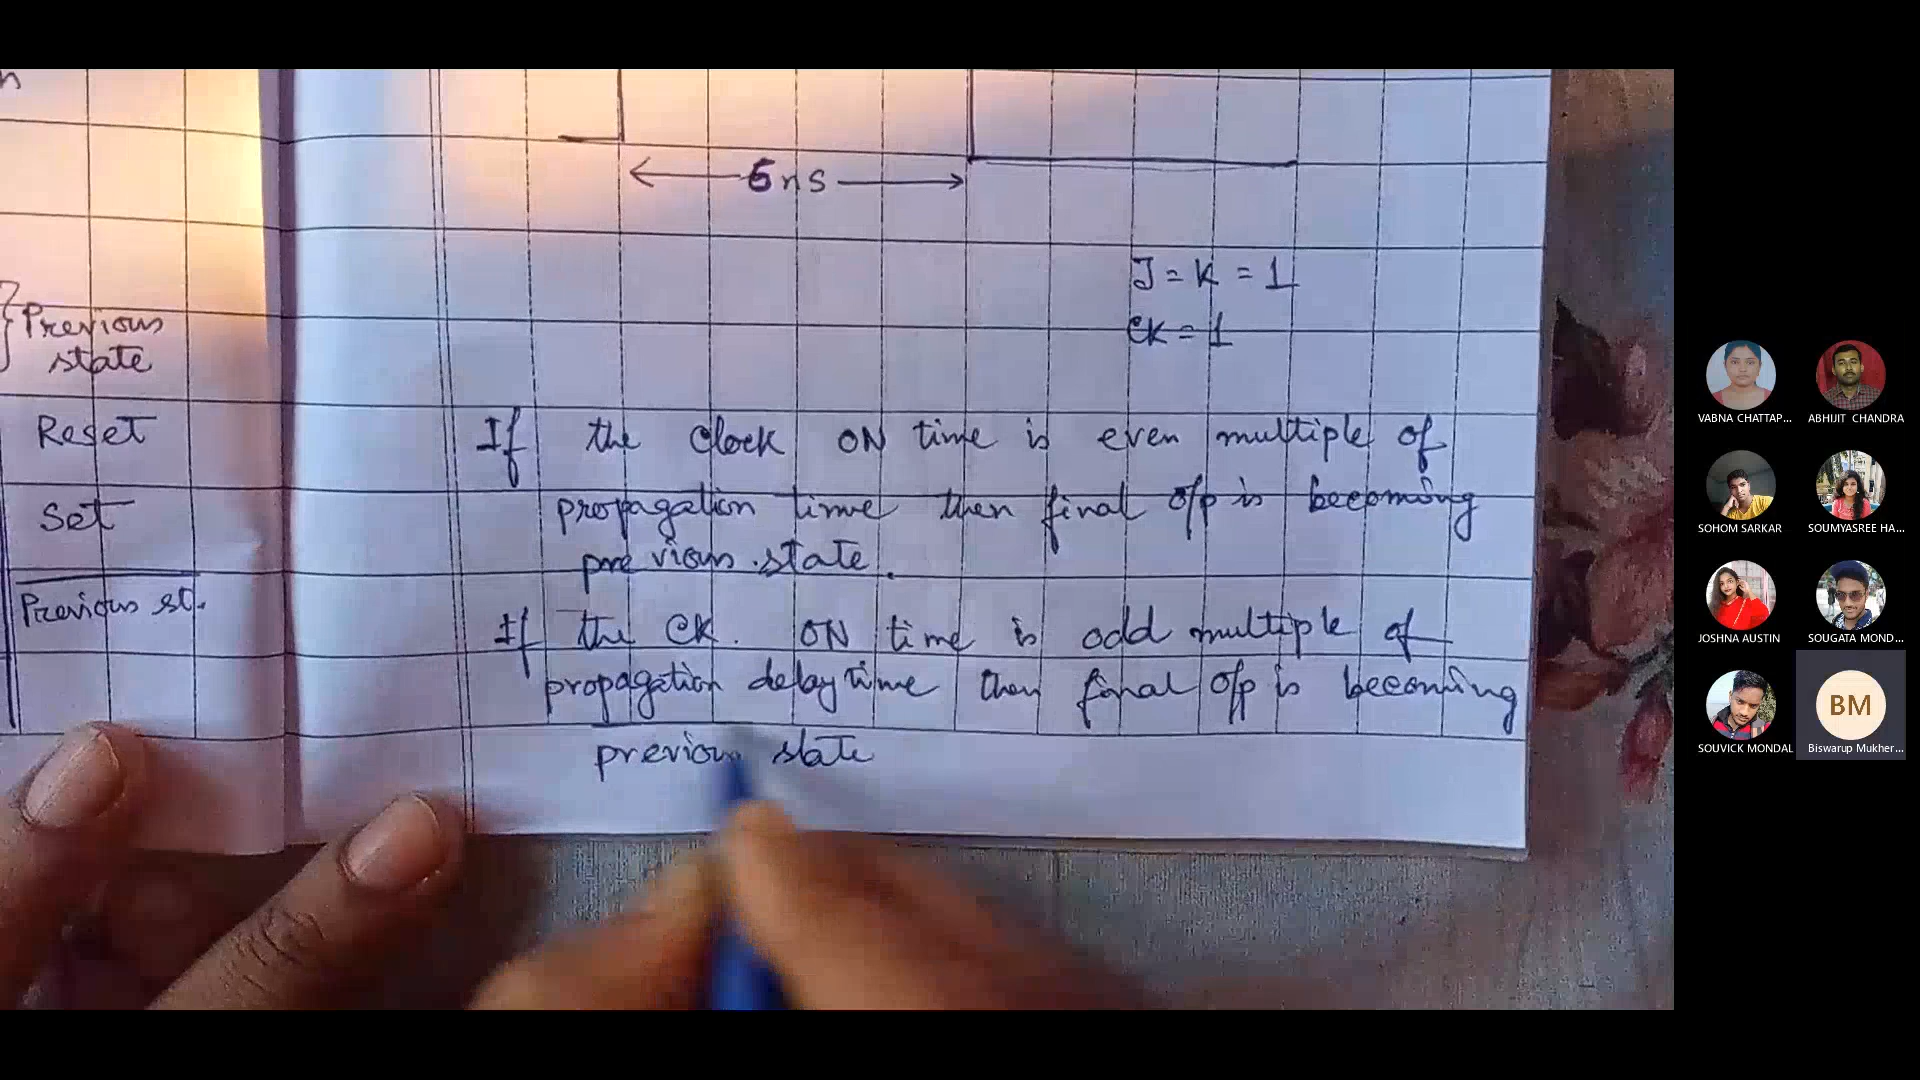 n
6ns
J = K = 1
CK = 1
Previous
state
Reset
Set
Previous st.
If the clock ON time is even multiple of
propagation time then final o/p is becoming
previous state.
If the CK. ON time is odd multiple of
propagation delay time then final o/p is becoming
previous state
VABNA CHATTAP...
ABHIJIT CHANDRA
SOHOM SARKAR
SOUMYASREE HA...
JOSHNA AUSTIN
SOUGATA MOND...
SOUVICK MONDAL
BM
Biswarup Mukher...